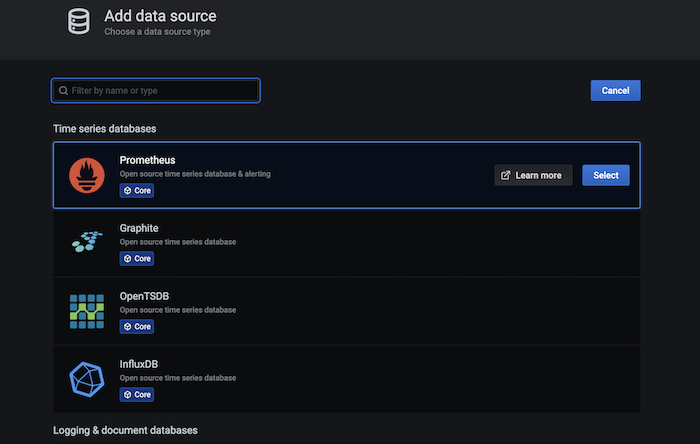 Add data source
Choose a data source type
Filter by name or type
Cancel
Time series databases
Prometheus
Open source time series database & alerting
Core
Learn more
Select
Graphite
Open source time series database
Core
OpenTSDB
Open source time series database
Core
InfluxDB
Open source time series database
Core
Logging & document databases